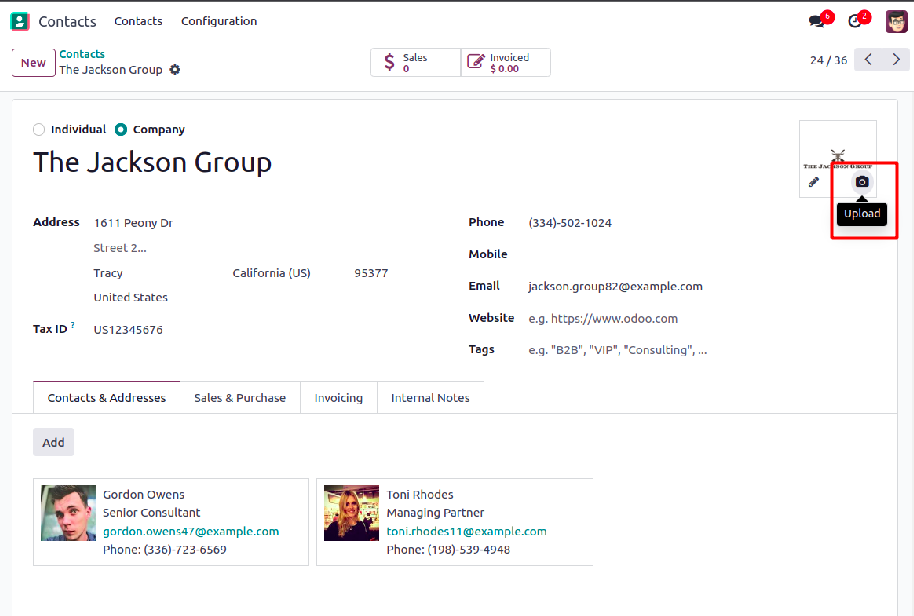 Contacts Contacts Configuration 6 2
New Contacts Sales Invoiced 24 / 36
The Jackson Group 0 $ 0.00
Individual Company
The Jackson Group
THE JACKSON GROUP
Upload
Address 1611 Peony Dr Phone (334)-502-1024
Street 2... Mobile
Tracy California (US) 95377
Email jackson.group82@example.com
United States
Website e.g. https://www.odoo.com
Tax ID ? US12345676
Tags e.g. "B2B", "VIP", "Consulting", ...
Contacts & Addresses Sales & Purchase Invoicing Internal Notes
Add
Gordon Owens
Senior Consultant
gordon.owens47@example.com
Phone: (336)-723-6569
Toni Rhodes
Managing Partner
toni.rhodes11@example.com
Phone: (198)-539-4948